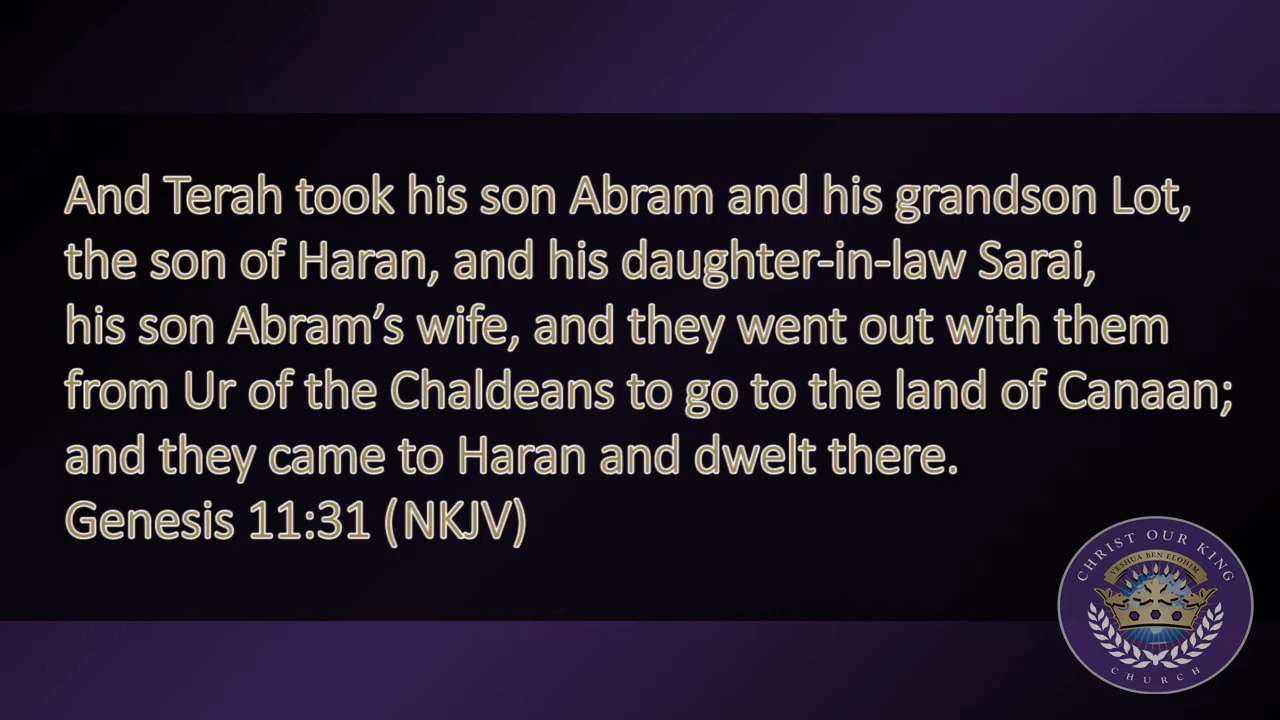 And Terah took his son Abram and his grandson Lot,
the son of Haran, and his daughter-in-law Sarai,
his son Abram’s wife, and they went out with them
from Ur of the Chaldeans to go to the land of Canaan;
and they came to Haran and dwelt there.
Genesis 11:31 (NKJV)
CHRIST OUR KING
YESHUA BEN ELOHIM
CHURCH